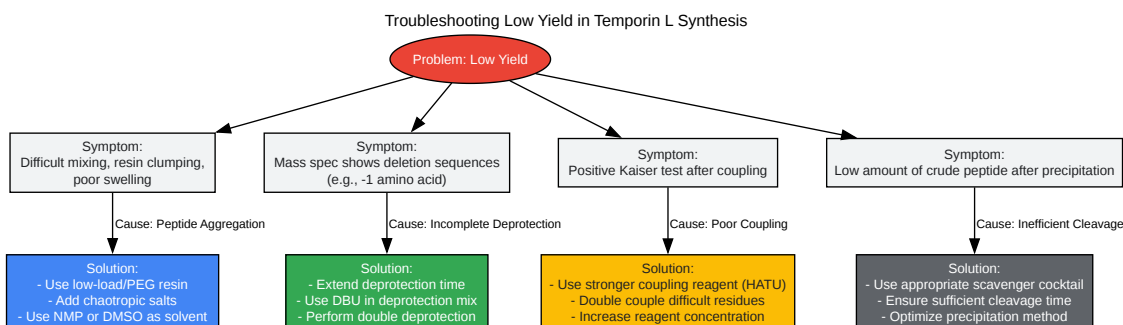 Troubleshooting Low Yield in Temporin L Synthesis
Problem: Low Yield
Symptom:
Difficult mixing, resin clumping,
poor swelling
Symptom:
Mass spec shows deletion sequences
(e.g., -1 amino acid)
Symptom:
Positive Kaiser test after coupling
Symptom:
Low amount of crude peptide after precipitation
Cause: Peptide Aggregation
Cause: Incomplete Deprotection
Cause: Poor Coupling
Cause: Inefficient Cleavage
Solution:
- Use low-load/PEG resin
- Add chaotropic salts
- Use NMP or DMSO as solvent
Solution:
- Extend deprotection time
- Use DBU in deprotection mix
- Perform double deprotection
Solution:
- Use stronger coupling reagent (HATU)
- Double couple difficult residues
- Increase reagent concentration
Solution:
- Use appropriate scavenger cocktail
- Ensure sufficient cleavage time
- Optimize precipitation method